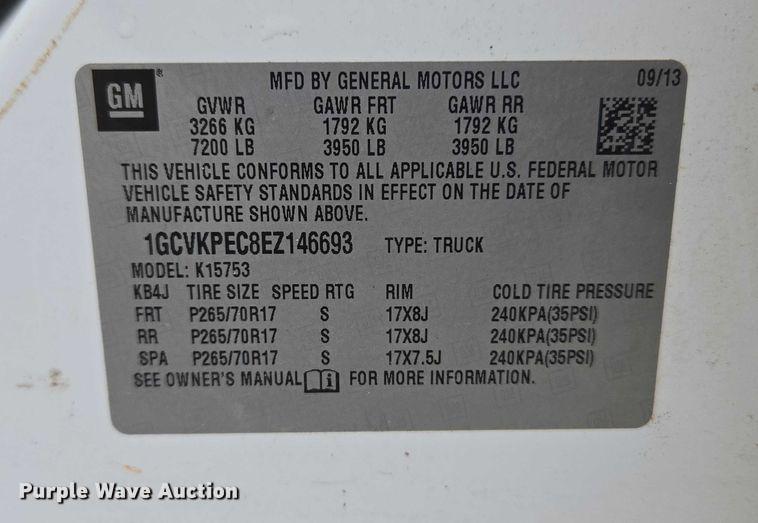 GM ®
MFD BY GENERAL MOTORS LLC 09/13
GVWR GAWR FRT GAWR RR
3266 KG 1792 KG 1792 KG
7200 LB 3950 LB 3950 LB
THIS VEHICLE CONFORMS TO ALL APPLICABLE U.S. FEDERAL MOTOR
VEHICLE SAFETY STANDARDS IN EFFECT ON THE DATE OF
MANUFACTURE SHOWN ABOVE.
1GCVKPEC8EZ146693 TYPE: TRUCK
MODEL: K15753
KB4J TIRE SIZE SPEED RTG RIM COLD TIRE PRESSURE
FRT P265/70R17 S 17X8J 240KPA(35PSI)
RR P265/70R17 S 17X8J 240KPA(35PSI)
SPA P265/70R17 S 17X7.5J 240KPA(35PSI)
SEE OWNER'S MANUAL i FOR MORE INFORMATION.
Purple Wave Auction